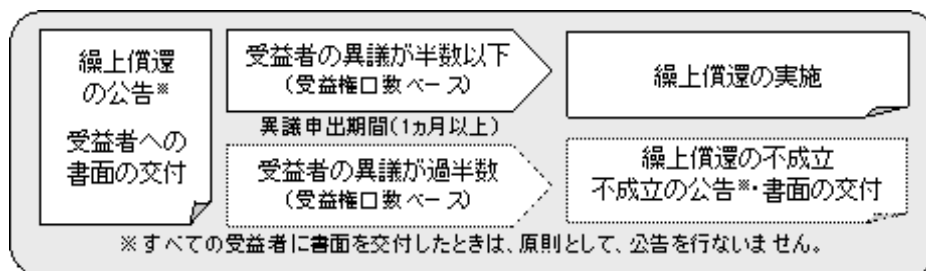 繰上償還
の公告※
受益者への
書面の交付
受益者の異議が半数以下
(受益権口数ベース)
異議申出期間(1ヵ月以上)
受益者の異議が過半数
(受益権口数ベース)
繰上償還の実施
繰上償還の不成立
不成立の公告※・書面の交付
※すべての受益者に書面を交付したときは、原則として、公告を行ないません。